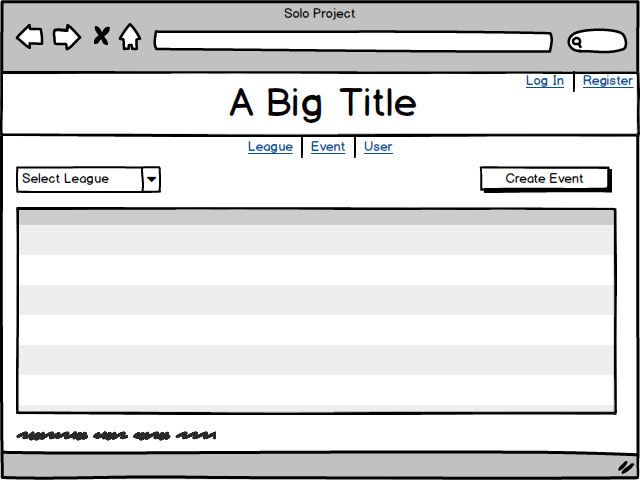 Solo Project
Log In Register
A Big Title
League Event User
Select League Create Event